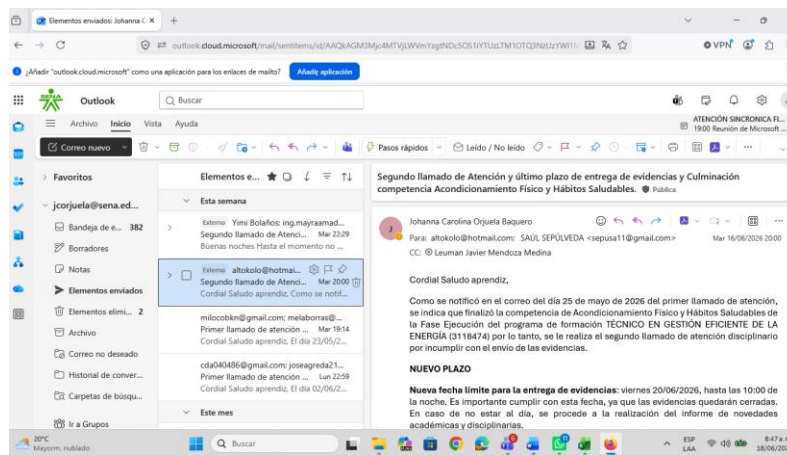 Elementos enviados: Johanna C
outlook.cloud.microsoft/mail/sentitems/id/
VPN
¿Añadir "outlook.cloud.microsoft" como una aplicación para los enlaces de mailto?
Añadir aplicación
SENA
Outlook
Buscar
ATENCIÓN SINCRONICA FI...
19:00 Reunión de Microsoft ...
Archivo Inicio Vista Ayuda
Correo nuevo
Pasos rápidos
Leído / No leído
Favoritos
jcorjuela@sena.ed...
Bandeja de e... 382
Borradores
Notas
Elementos enviados
Elementos elimi... 2
Archivo
Correo no deseado
Historial de conver...
Carpetas de búsqu...
Ir a Grupos
Elementos e...
Esta semana
Externo Yimi Bolaños: ing.mayraamad...
Segundo llamado de Atenci... Mar 22:29
Buenas noches Hasta el momento no ...
Externo altokolo@hotmai...
Segundo llamado de Atenci... Mar 20:00
Cordial Saludo aprendiz, Como se notif...
milocobkn@gmail.com; melaborras@...
Primer llamado de atención ... Mar 19:14
Cordial Saludo aprendiz, El día 23/05/2...
cda040486@gmail.com; joseagreda21...
Primer llamado de atención ... Lun 22:59
Cordial Saludo aprendiz, El día 02/06/2...
Este mes
Segundo llamado de Atención y último plazo de entrega de evidencias y Culminación
competencia Acondicionamiento Físico y Hábitos Saludables. Pública
J
Johanna Carolina Orjuela Baquero
Para: altokolo@hotmail.com; SAÚL SEPÚLVEDA <sepusa11@gmail.com>
Mar 16/06/2026 20:00
CC: Leuman Javier Mendoza Medina
Cordial Saludo aprendiz,
Como se notificó en el correo del día 25 de mayo de 2026 del primer llamado de atención,
se indica que finalizó la competencia de Acondicionamiento Físico y Hábitos Saludables de
la Fase Ejecución del programa de formación TÉCNICO EN GESTIÓN EFICIENTE DE LA
ENERGÍA (3118474) por lo tanto, se le realiza el segundo llamado de atención disciplinario
por incumplir con el envío de las evidencias.
NUEVO PLAZO
Nueva fecha límite para la entrega de evidencias: viernes 20/06/2026, hasta las 10:00 de
la noche. Es importante cumplir con esta fecha, ya que las evidencias quedarán cerradas.
En caso de no estar al día, se procede a la realización del informe de novedades
académicas y disciplinarias.
20°C
Mayorm. nublado
Buscar
ESP
LAA
8:47 a.